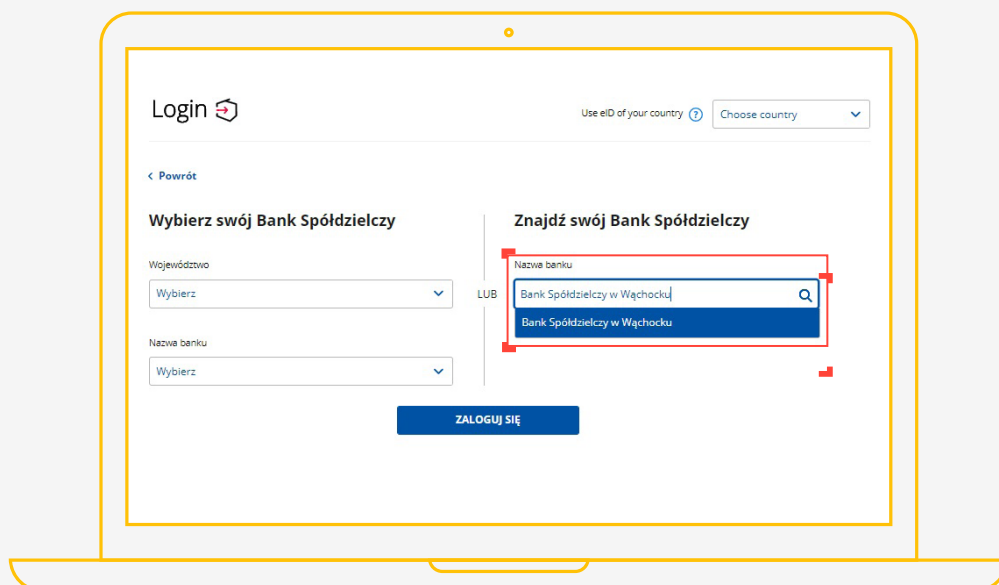 Login
Use eID of your country ?
Choose country
Powrót
Wybierz swój Bank Spółdzielczy
Województwo
Wybierz
Nazwa banku
Wybierz
LUB
Znajdź swój Bank Spółdzielczy
Nazwa banku
Bank Spółdzielczy w Wąchocku
Bank Spółdzielczy w Wąchocku
ZALOGUJ SIĘ